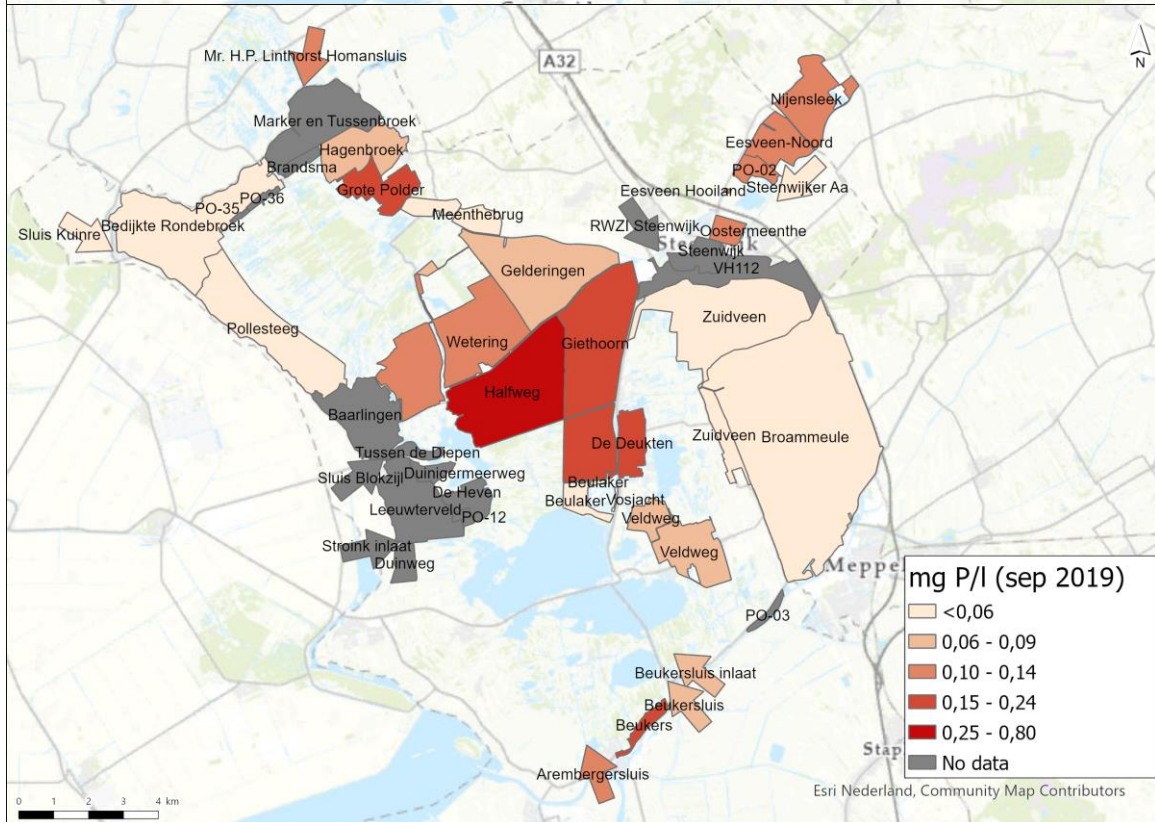 A32
N
Mr. H.P. Linthorst Homansluis
Marker en Tussenbroek
Nijensleek
Hagenbroek
Eesveen-Noord
Brandsma
PO-02
Grote Polder
Eesveen Hooiland
Steenwijker Aa
PO-36
PO-35
Meenthebrug
Bedijkte Rondebroek
RWZI Steenwijk
Oostermeenthe
Sluis Kuinre
Steenwijk
VH112
Gelderingen
Zuidveen
Pollesteeg
Wetering
Giethoorn
Halfweg
Baarlingen
Zuidveen
Broammeule
De Deukten
Tussen de Diepen
Sluis Blokzijl
Duinigermeerweg
Beulaker
De Heven
Beulaker
Vosjacht
Leeuwterveld
PO-12
Veldweg
Stroink inlaat
Veldweg
Duinweg
Meppel
PO-03
Beukersluis inlaat
Beukersluis
Beukers
Arembergersluis
Stap
mg P/l (sep 2019)
<0,06
0,06 - 0,09
0,10 - 0,14
0,15 - 0,24
0,25 - 0,80
No data
Esri Nederland, Community Map Contributors
0 1 2 3 4 km